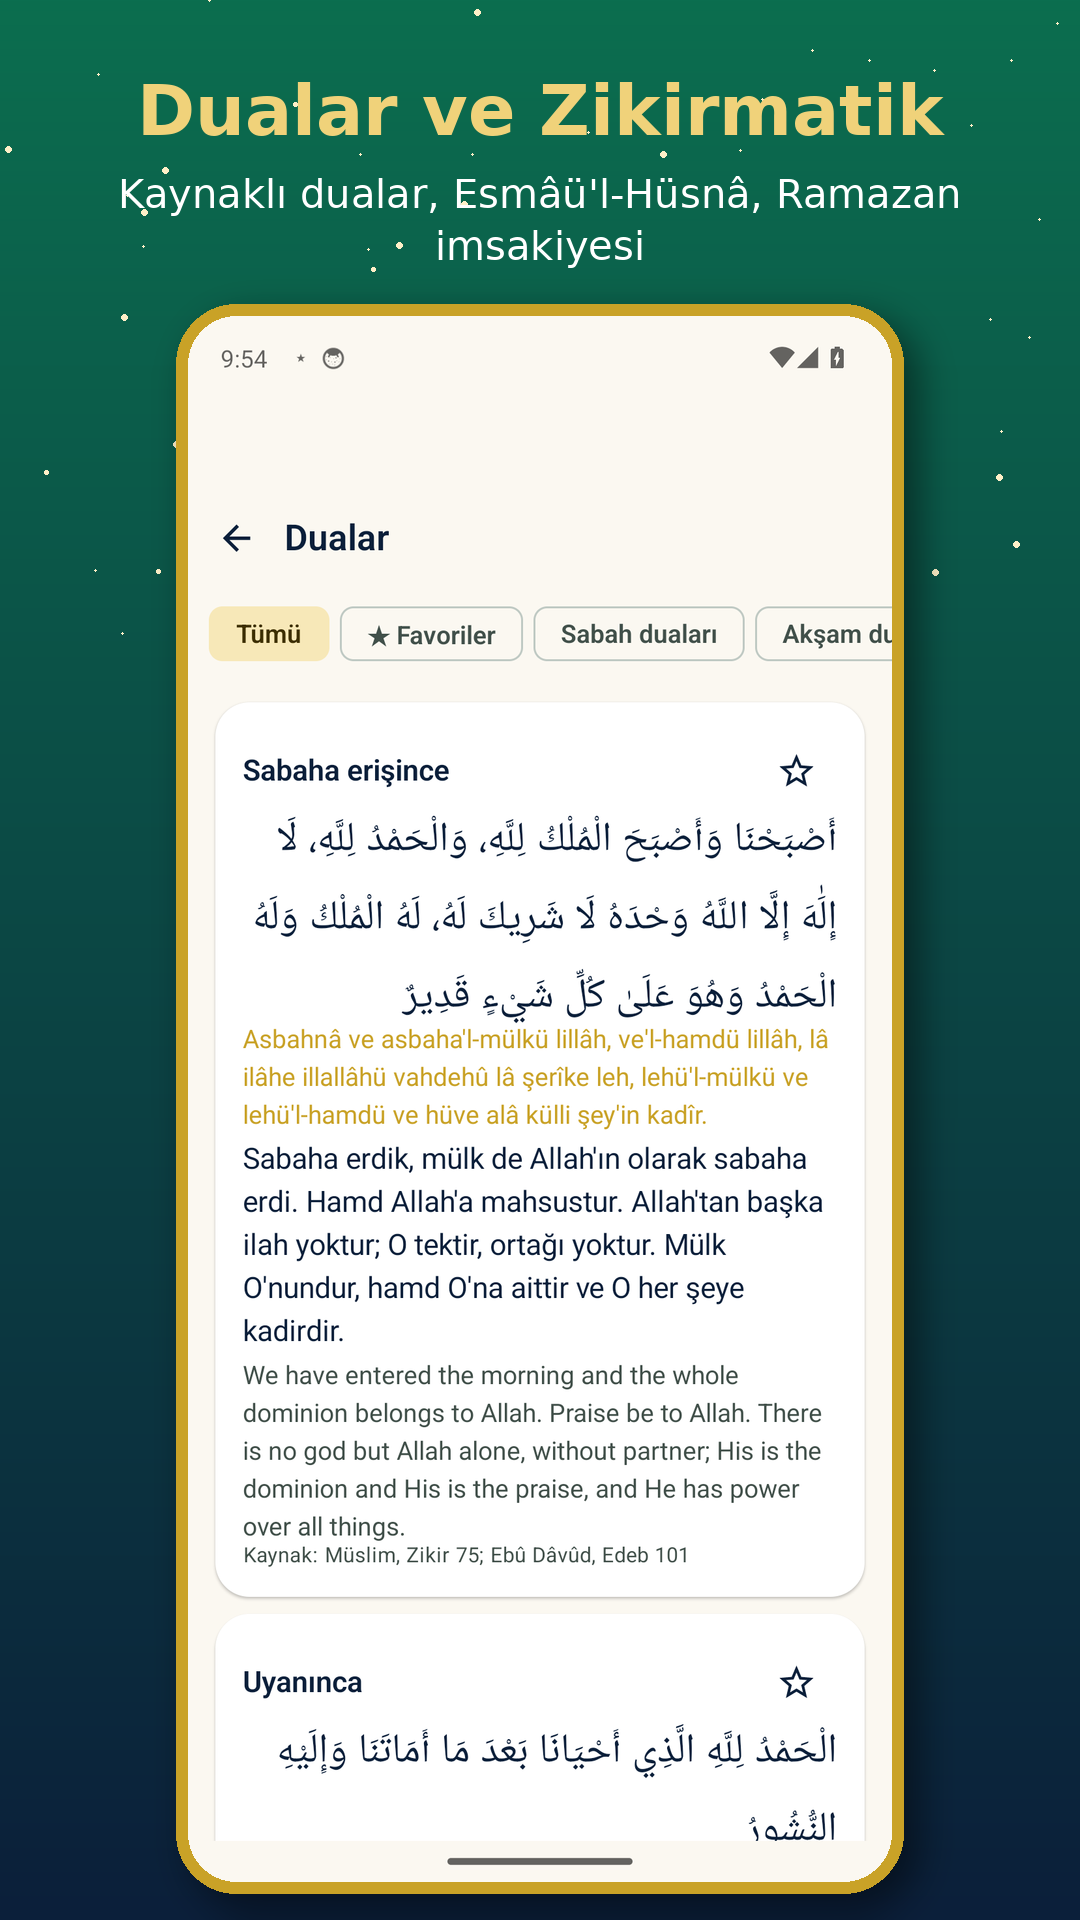 Dualar ve Zikirmatik
Kaynaklı dualar, Esmâü'l-Hüsnâ, Ramazan
imsakiyesi
9:54
Dualar
Tümü
★ Favoriler
Sabah duaları
Akşam du
Sabaha erişince
أَصْبَحْنَا وَأَصْبَحَ الْمُلْكُ لِلَّهِ، وَالْحَمْدُ لِلَّهِ، لَا
إِلَٰهَ إِلَّا اللَّهُ وَحْدَهُ لَا شَرِيكَ لَهُ، لَهُ الْمُلْكُ وَلَهُ
الْحَمْدُ وَهُوَ عَلَىٰ كُلِّ شَيْءٍ قَدِيرٌ
Asbahnâ ve asbaha'l-mülkü lillâh, ve'l-hamdü lillâh, lâ
ilâhe illallâhü vahdehû lâ şerîke leh, lehü'l-mülkü ve
lehü'l-hamdü ve hüve alâ külli şey'in kadîr.
Sabaha erdik, mülk de Allah'ın olarak sabaha
erdi. Hamd Allah'a mahsustur. Allah'tan başka
ilah yoktur; O tektir, ortağı yoktur. Mülk
O'nundur, hamd O'na aittir ve O her şeye
kadirdir.
We have entered the morning and the whole
dominion belongs to Allah. Praise be to Allah. There
is no god but Allah alone, without partner; His is the
dominion and His is the praise, and He has power
over all things.
Kaynak: Müslim, Zikir 75; Ebû Dâvûd, Edeb 101
Uyanınca
الْحَمْدُ لِلَّهِ الَّذِي أَحْيَانَا بَعْدَ مَا أَمَاتَنَا وَإِلَيْهِ
النُّشُورُ